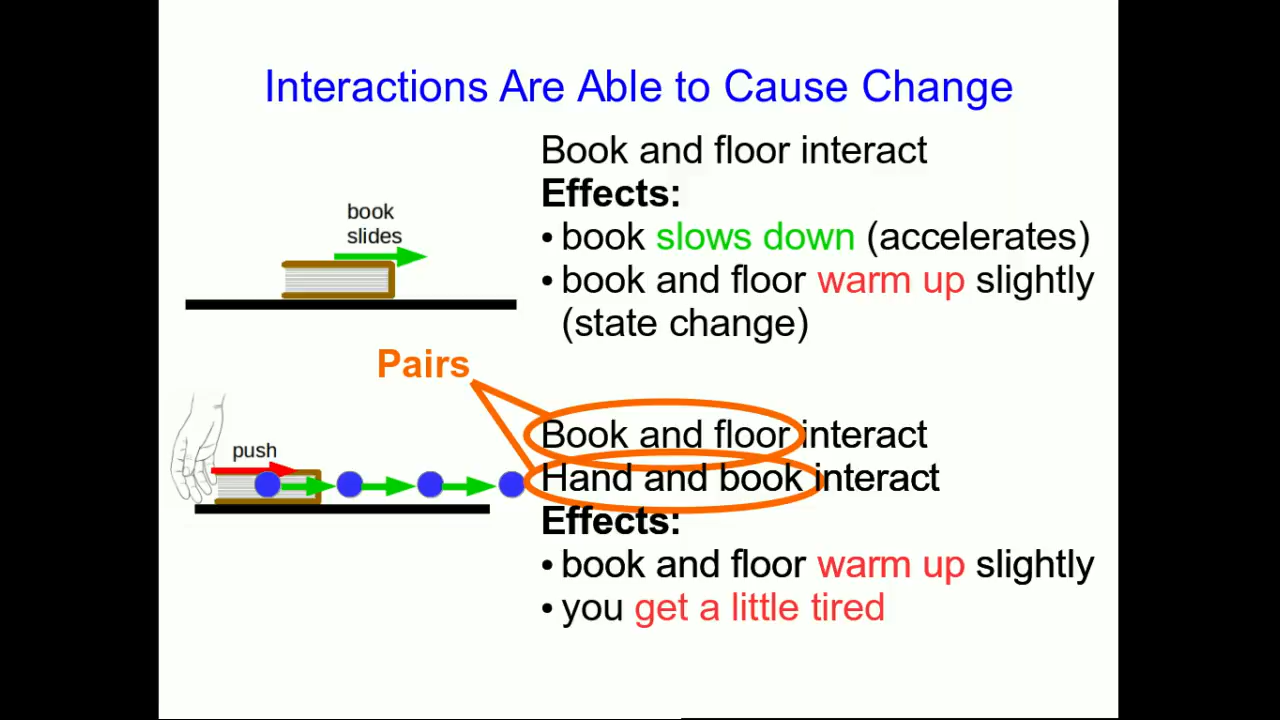 Interactions Are Able to Cause Change
Book and floor interact
Effects:
• book slows down (accelerates)
• book and floor warm up slightly
(state change)
book
slides
Pairs
push
Book and floor interact
Hand and book interact
Effects:
• book and floor warm up slightly
• you get a little tired